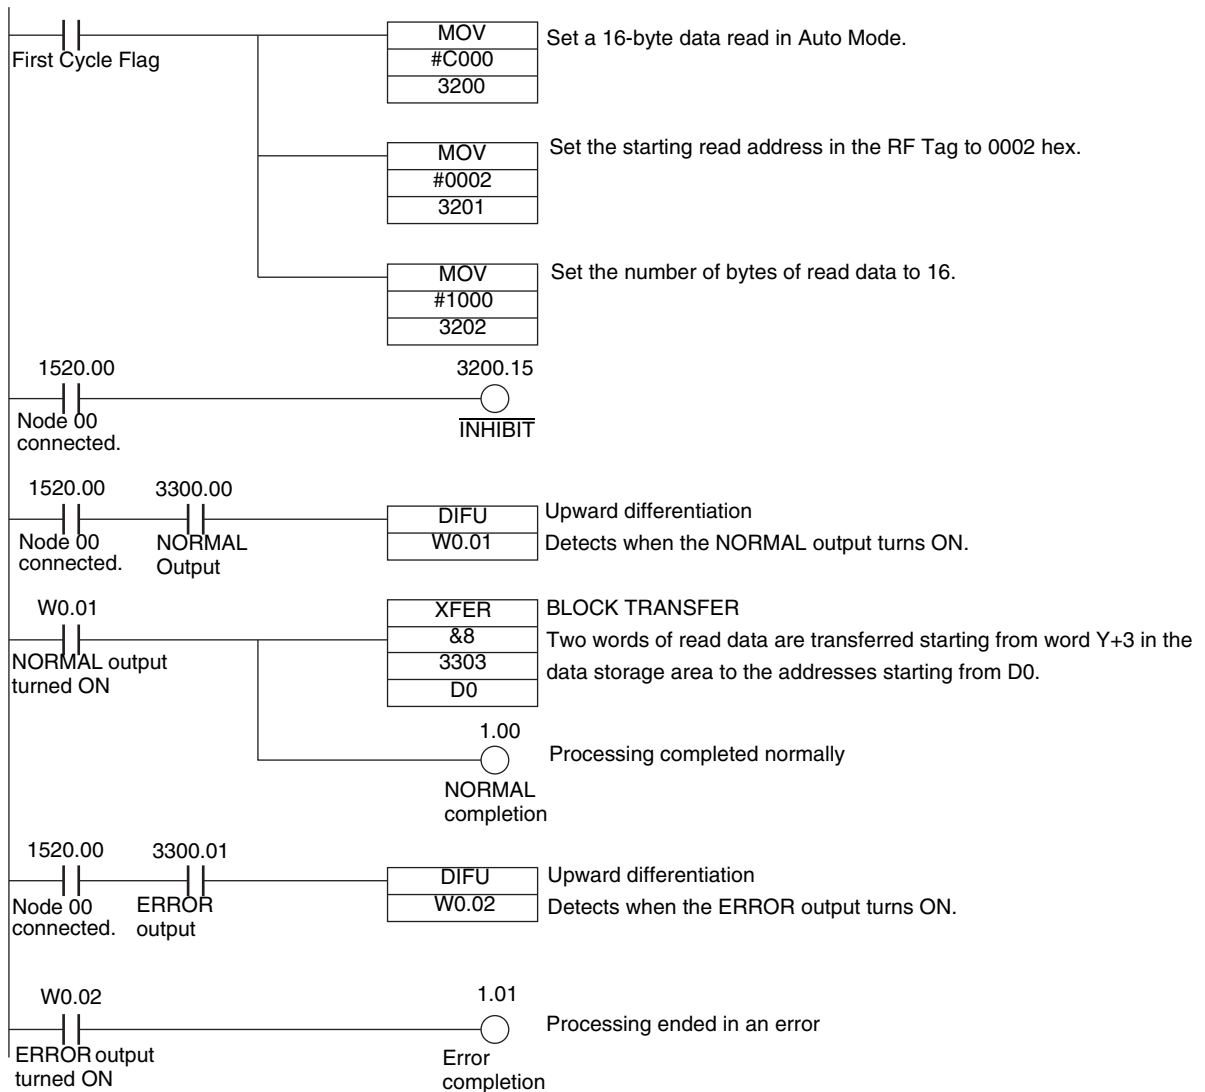 MOV
Set a 16-byte data read in Auto Mode.
First Cycle Flag
#C000
3200
MOV
Set the starting read address in the RF Tag to 0002 hex.
#0002
3201
MOV
Set the number of bytes of read data to 16.
#1000
3202
1520.00
3200.15
Node 00
connected.
INHIBIT
1520.00
3300.00
DIFU
Upward differentiation
Node 00
connected.
NORMAL
Output
W0.01
Detects when the NORMAL output turns ON.
W0.01
XFER
BLOCK TRANSFER
&8
Two words of read data are transferred starting from word Y+3 in the
NORMAL output
turned ON
3303
data storage area to the addresses starting from D0.
D0
1.00
Processing completed normally
NORMAL
completion
1520.00
3300.01
DIFU
Upward differentiation
Node 00
connected.
ERROR
output
W0.02
Detects when the ERROR output turns ON.
W0.02
1.01
Processing ended in an error
ERROR output
turned ON
Error
completion